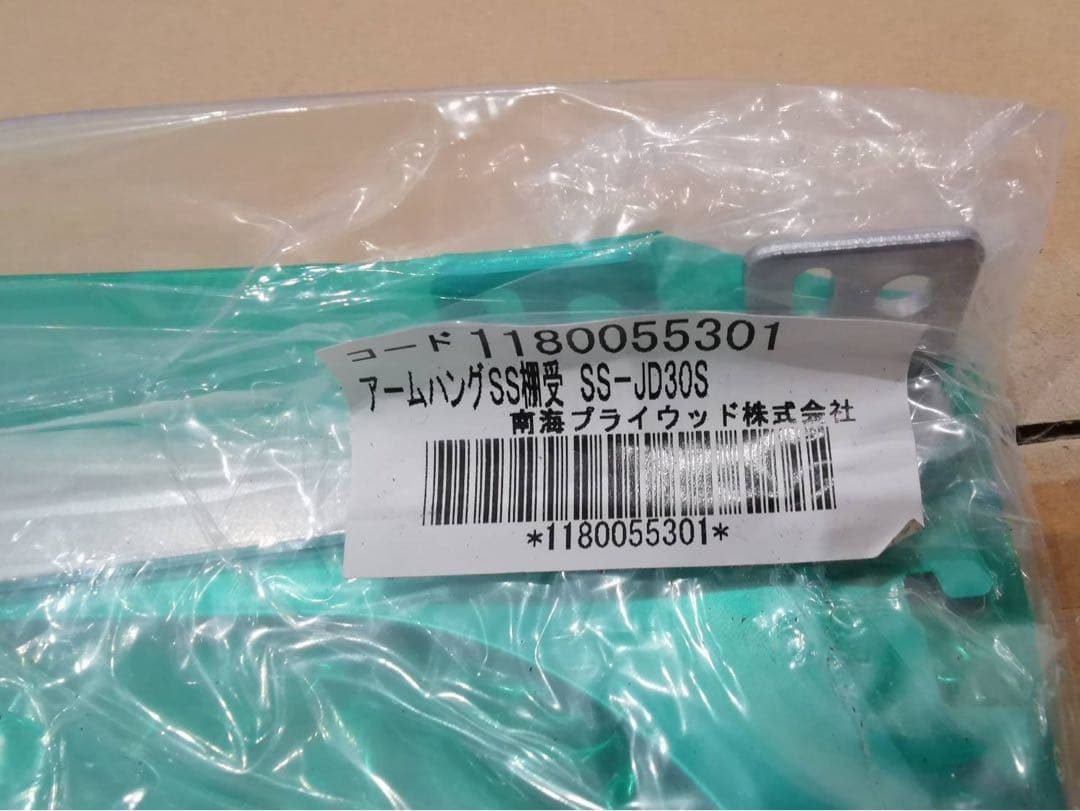 コード 1180055301
アームハングSS棚受 SS-JD30S
南海プライウッド株式会社
*1180055301*